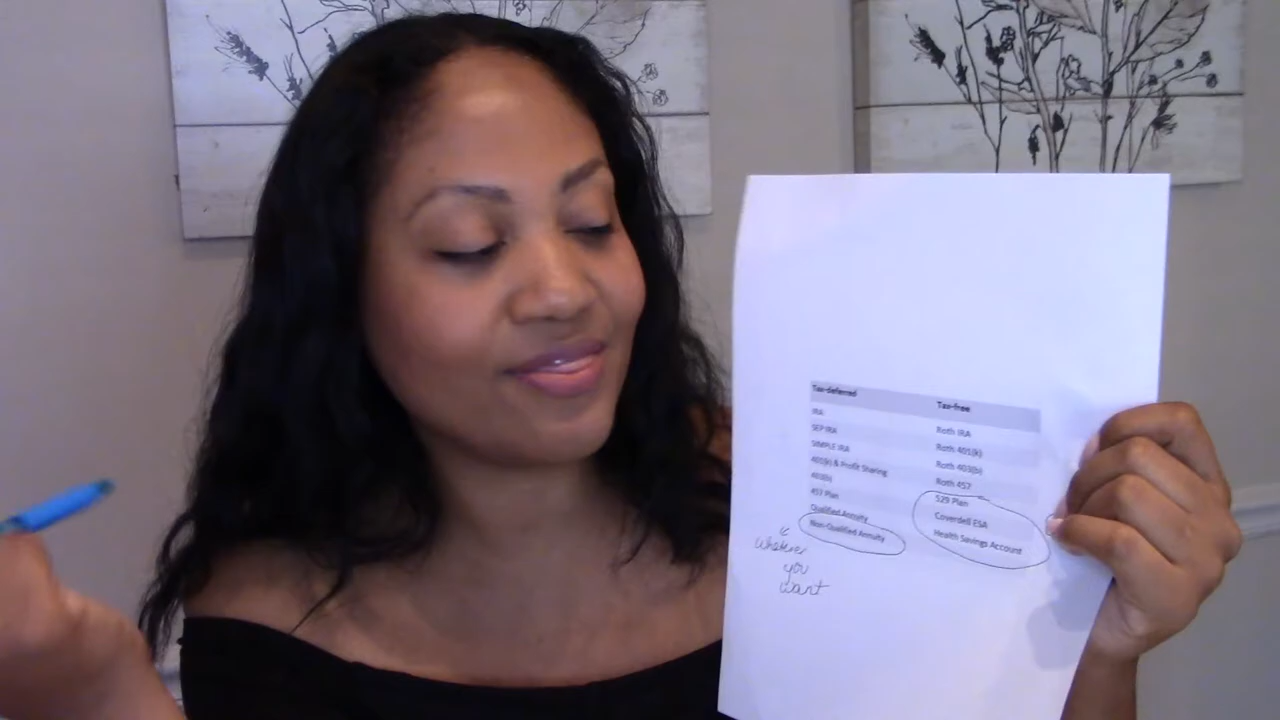 Tax-deferred Tax-free
IRA Roth IRA
SEP IRA Roth 401(k)
SIMPLE IRA Roth 403(b)
401(k) & Profit Sharing Roth 457
403(b) 529 Plan
457 Plan Coverdell ESA
Qualified Annuity Health Savings Account
Non-Qualified Annuity
Whatever
you
want